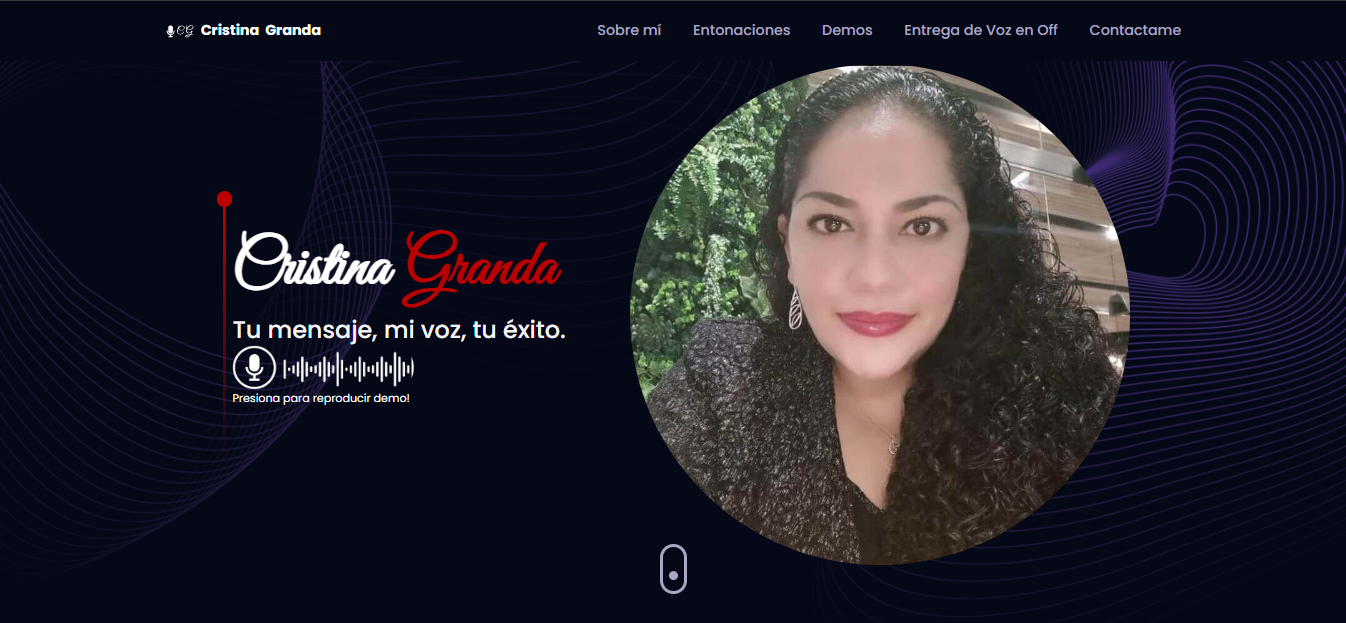 CG Cristina Granda
Sobre mí Entonaciones Demos Entrega de Voz en Off Contactame
Cristina Granda
Tu mensaje, mi voz, tu éxito.
Presiona para reproducir demo!